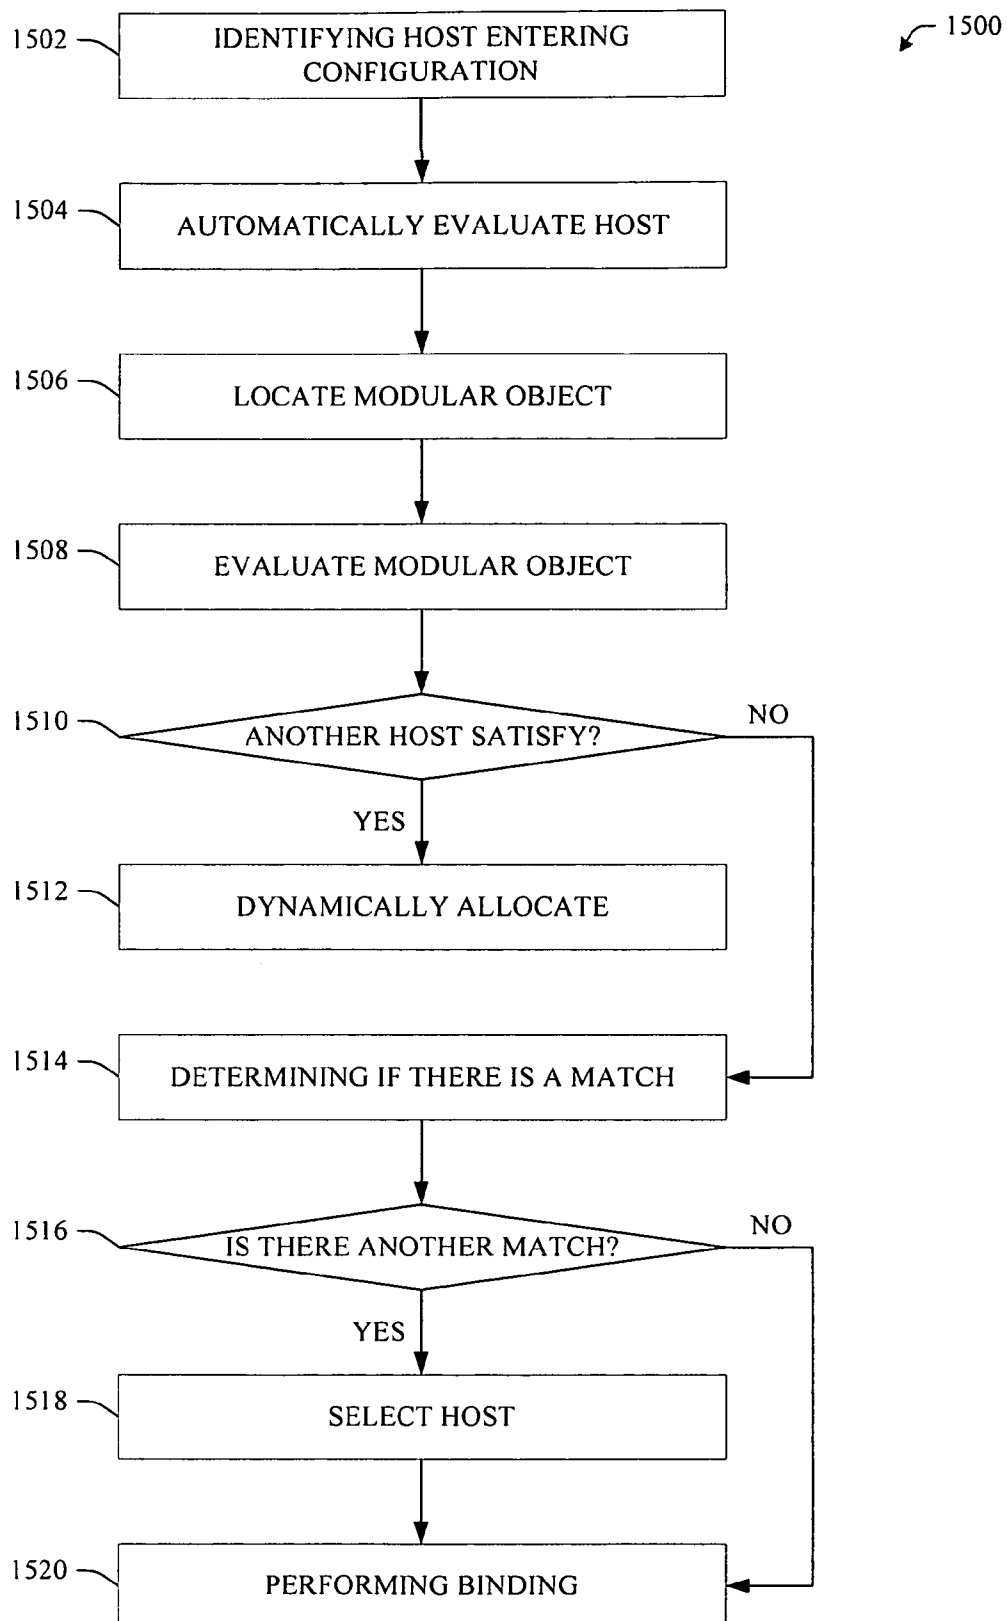 1500
1502
IDENTIFYING HOST ENTERING
CONFIGURATION
1504
AUTOMATICALLY EVALUATE HOST
1506
LOCATE MODULAR OBJECT
1508
EVALUATE MODULAR OBJECT
1510
ANOTHER HOST SATISFY?
NO
YES
1512
DYNAMICALLY ALLOCATE
1514
DETERMINING IF THERE IS A MATCH
1516
IS THERE ANOTHER MATCH?
NO
YES
1518
SELECT HOST
1520
PERFORMING BINDING